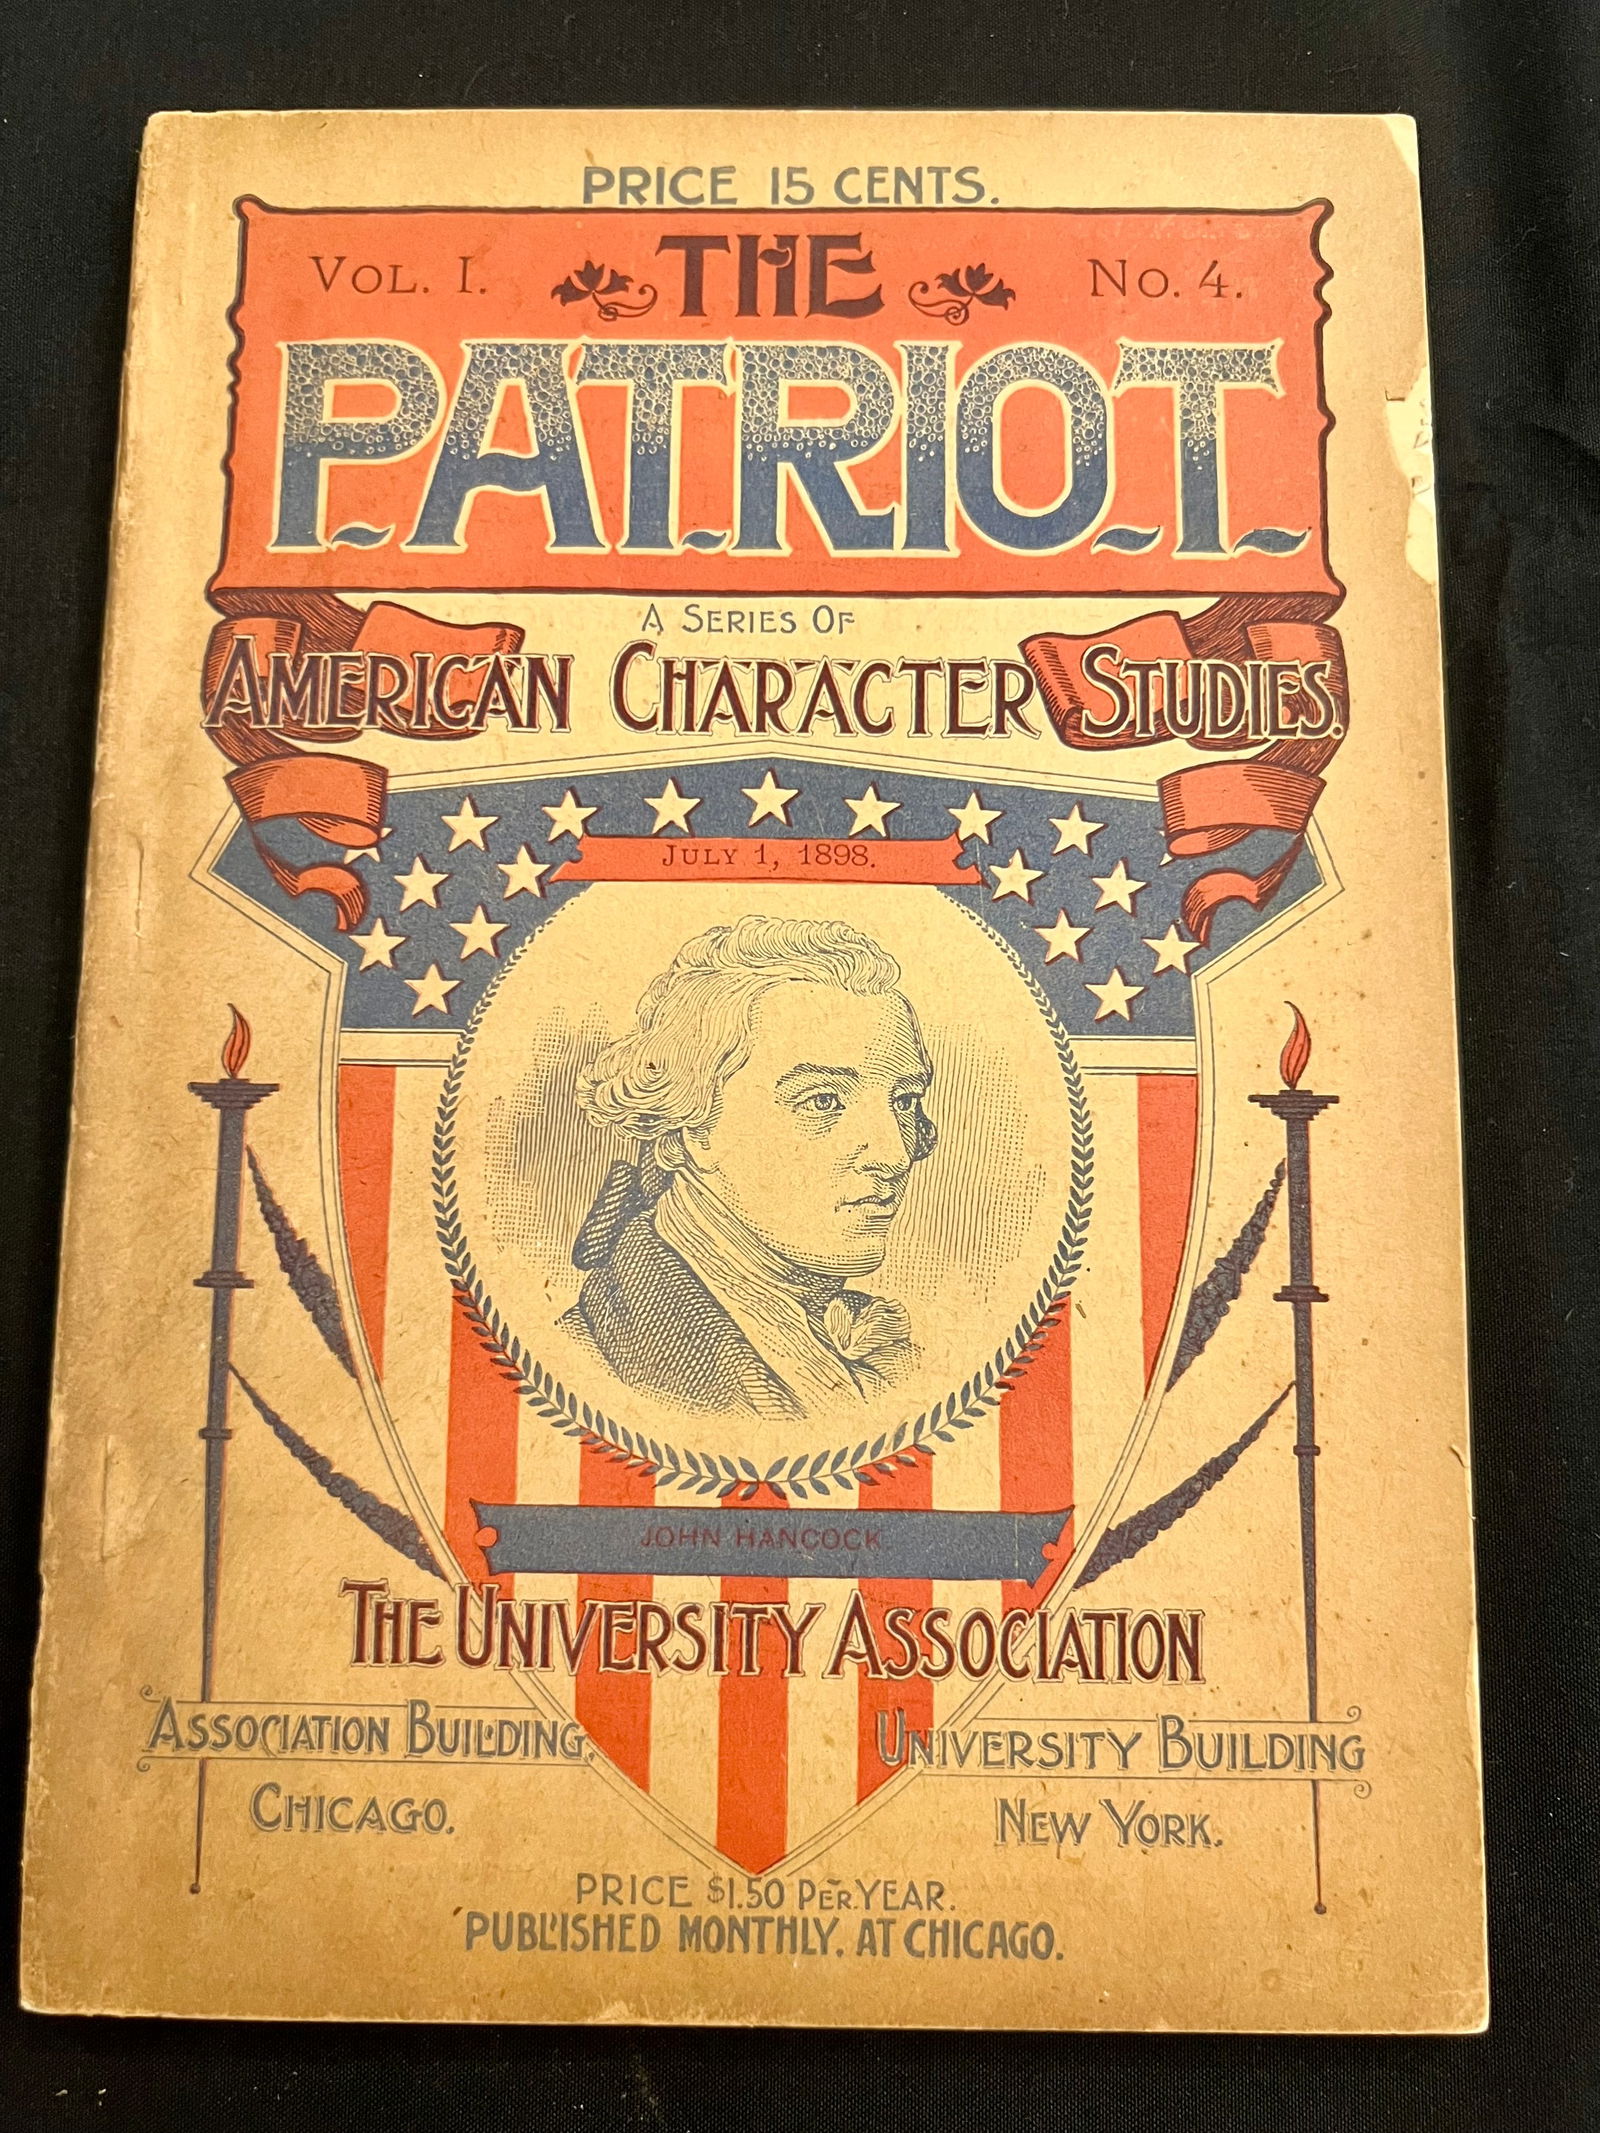 PRICE 15 CENTS.
VOL. I. THE No. 4.
PATRIOT
A SERIES OF
AMERICAN CHARACTER STUDIES.
JULY 1, 1898.
JOHN HANCOCK
THE UNIVERSITY ASSOCIATION
ASSOCIATION BUILDING, UNIVERSITY BUILDING
CHICAGO. NEW YORK.
PRICE $1.50 PER YEAR.
PUBLISHED MONTHLY, AT CHICAGO.